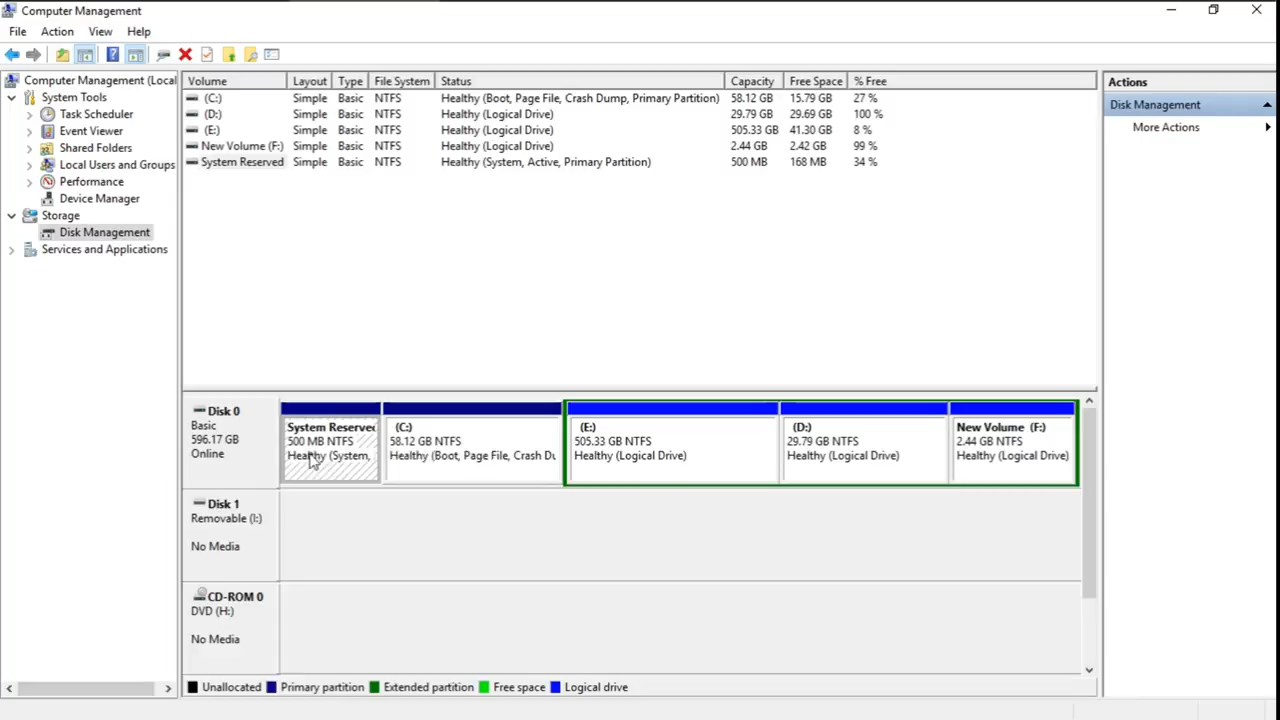 Computer Management
File Action View Help
Computer Management (Local
System Tools
Task Scheduler
Event Viewer
Shared Folders
Local Users and Groups
Performance
Device Manager
Storage
Disk Management
Services and Applications
Volume Layout Type File System Status Capacity Free Space % Free
(C:) Simple Basic NTFS Healthy (Boot, Page File, Crash Dump, Primary Partition) 58.12 GB 15.79 GB 27 %
(D:) Simple Basic NTFS Healthy (Logical Drive) 29.79 GB 29.69 GB 100 %
(E:) Simple Basic NTFS Healthy (Logical Drive) 505.33 GB 41.30 GB 8 %
New Volume (F:) Simple Basic NTFS Healthy (Logical Drive) 2.44 GB 2.42 GB 99 %
System Reserved Simple Basic NTFS Healthy (System, Active, Primary Partition) 500 MB 168 MB 34 %
Actions
Disk Management
More Actions
Disk 0
Basic
596.17 GB
Online
System Reserved
500 MB NTFS
Healthy (System,
(C:)
58.12 GB NTFS
Healthy (Boot, Page File, Crash Du
(E:)
505.33 GB NTFS
Healthy (Logical Drive)
(D:)
29.79 GB NTFS
Healthy (Logical Drive)
New Volume (F:)
2.44 GB NTFS
Healthy (Logical Drive)
Disk 1
Removable (I:)
No Media
CD-ROM 0
DVD (H:)
No Media
Unallocated Primary partition Extended partition Free space Logical drive